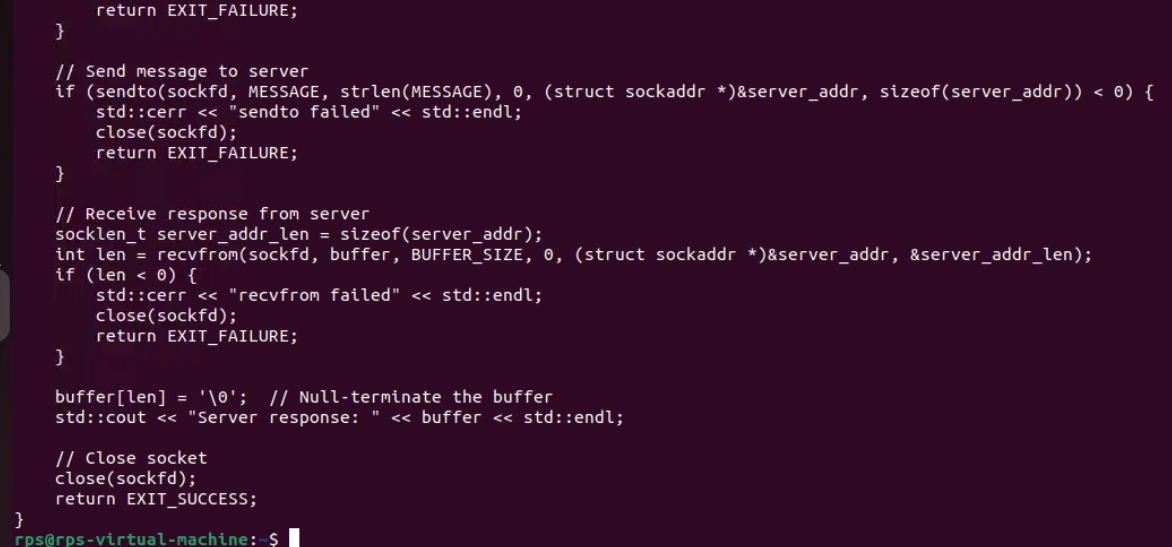 return EXIT_FAILURE;
    }

    // Send message to server
    if (sendto(sockfd, MESSAGE, strlen(MESSAGE), 0, (struct sockaddr *)&server_addr, sizeof(server_addr)) < 0) {
        std::cerr << "sendto failed" << std::endl;
        close(sockfd);
        return EXIT_FAILURE;
    }

    // Receive response from server
    socklen_t server_addr_len = sizeof(server_addr);
    int len = recvfrom(sockfd, buffer, BUFFER_SIZE, 0, (struct sockaddr *)&server_addr, &server_addr_len);
    if (len < 0) {
        std::cerr << "recvfrom failed" << std::endl;
        close(sockfd);
        return EXIT_FAILURE;
    }

    buffer[len] = '\0';  // Null-terminate the buffer
    std::cout << "Server response: " << buffer << std::endl;

    // Close socket
    close(sockfd);
    return EXIT_SUCCESS;
}
rps@rps-virtual-machine:~$